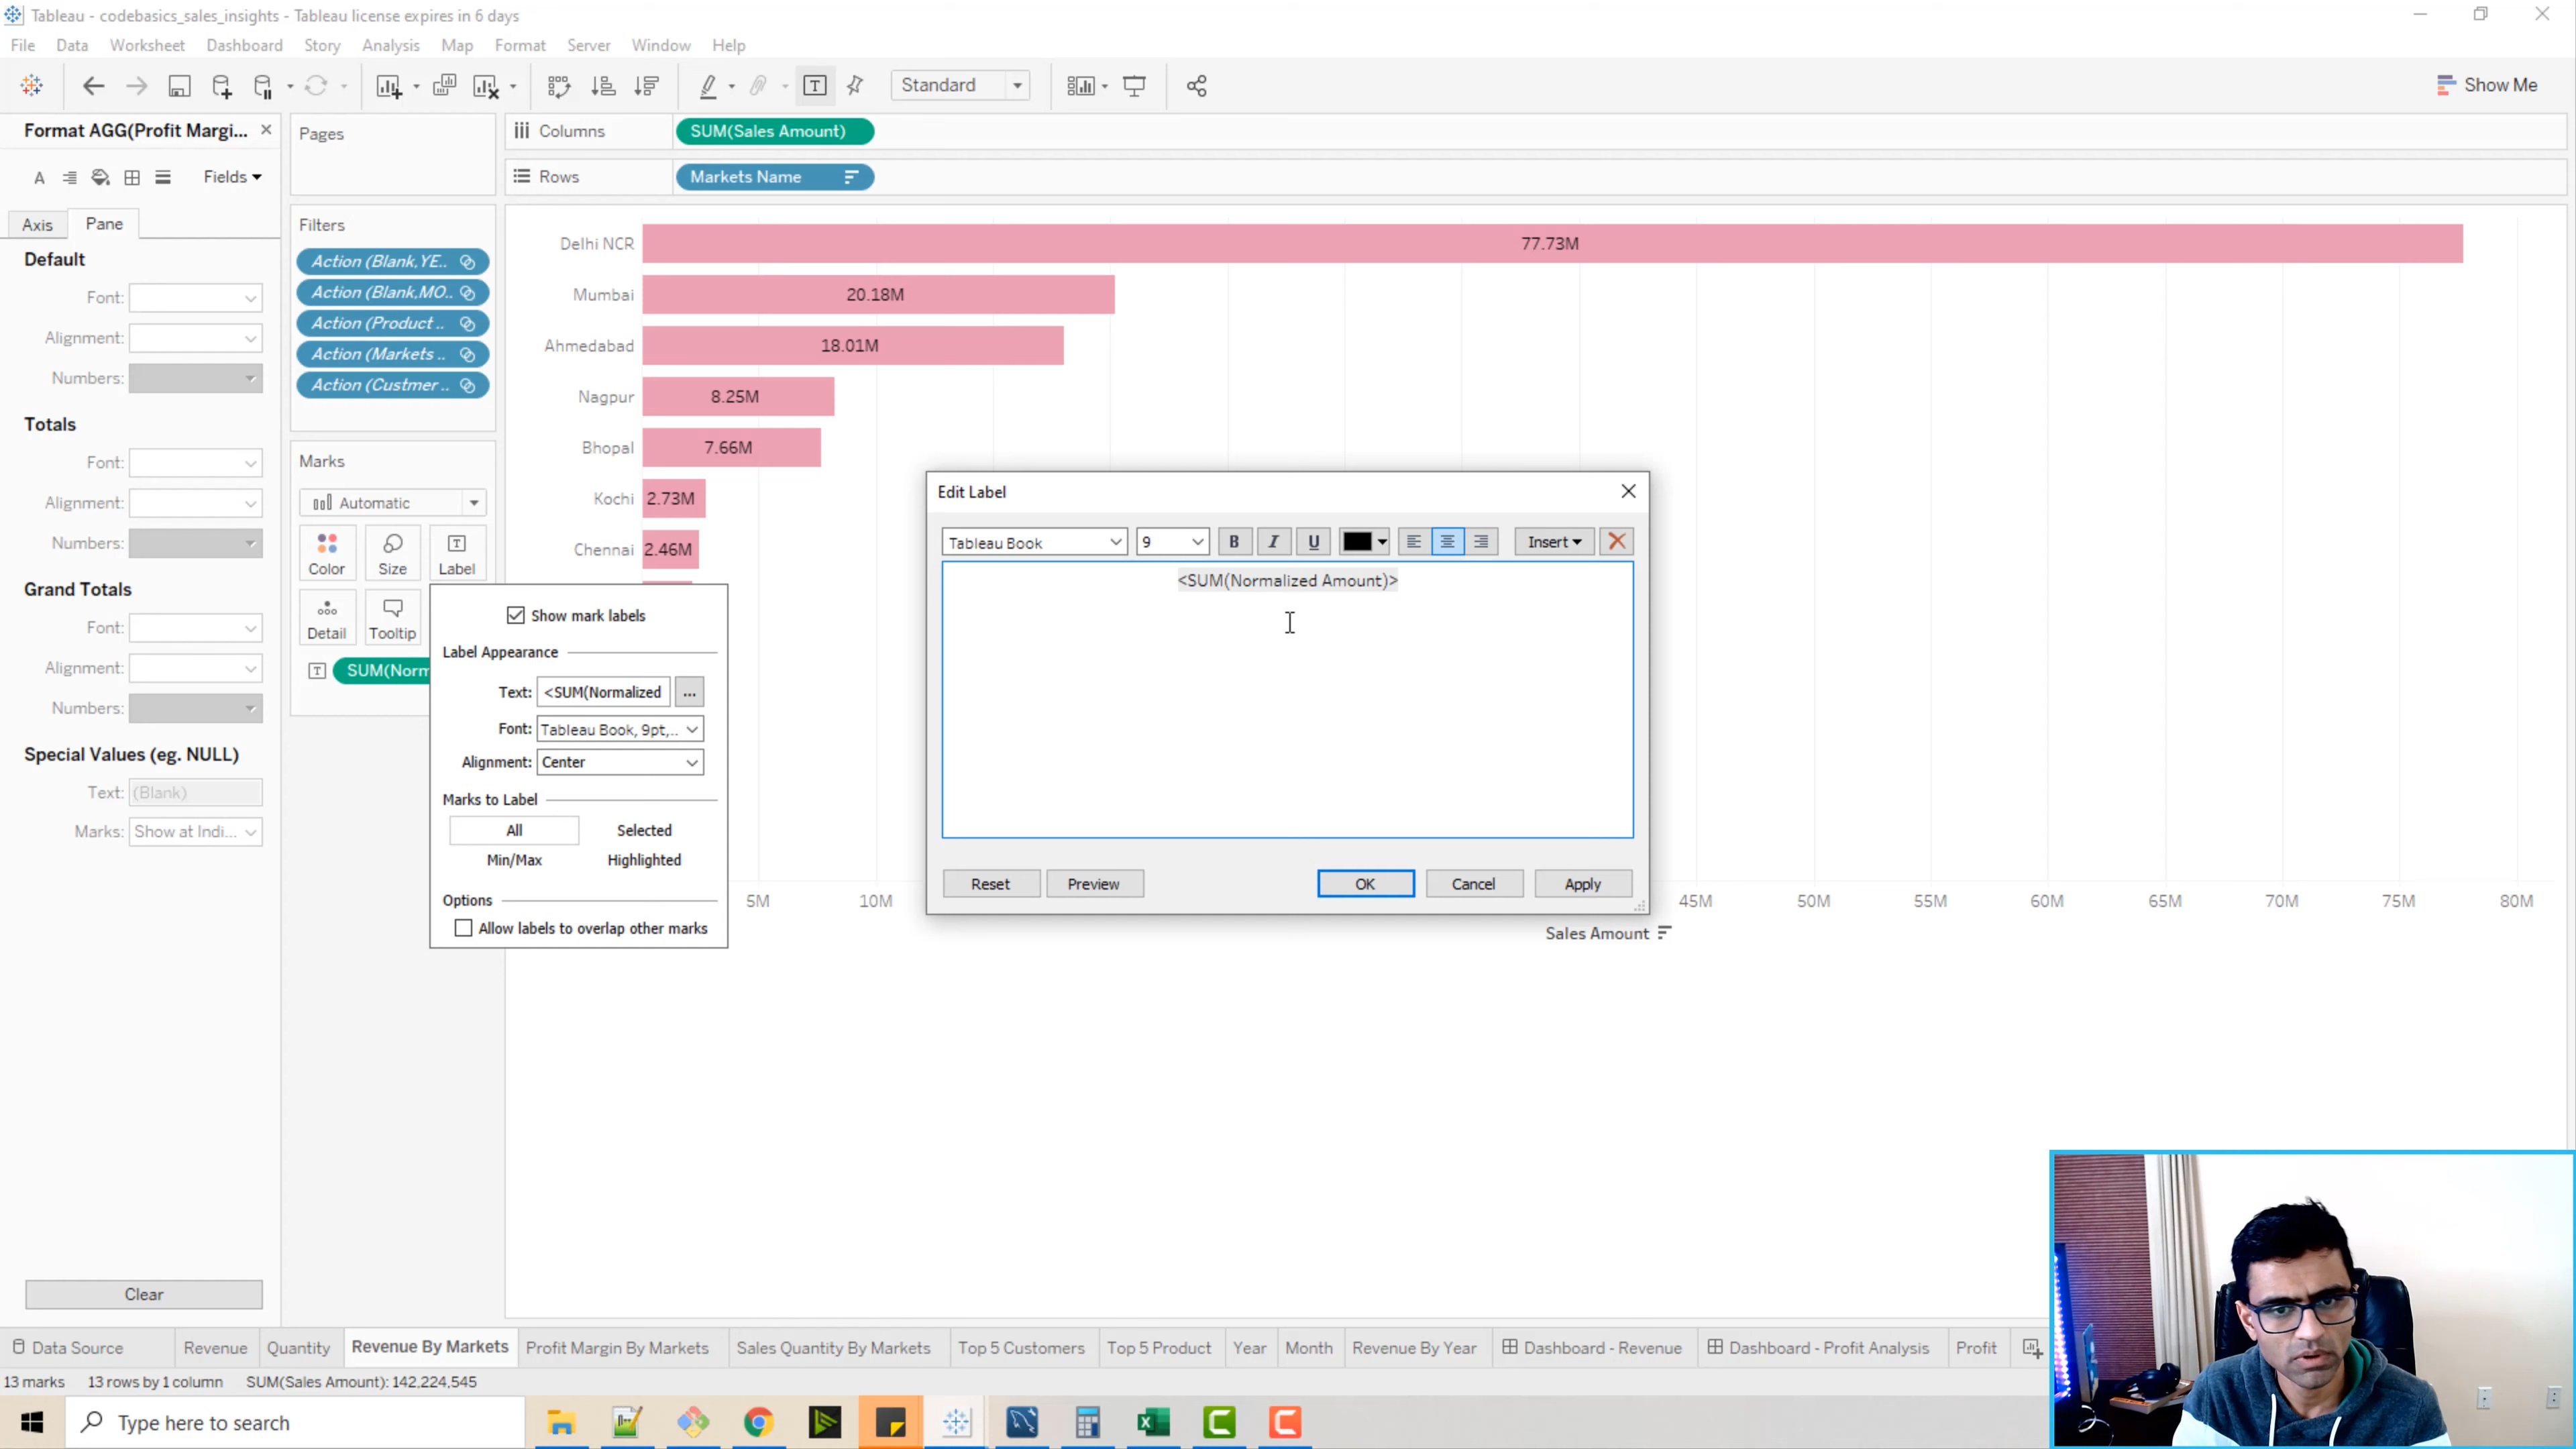 Tableau - codebasics_sales_insights - Tableau license expires in 6 days
File Data Worksheet Dashboard Story Analysis Map Format Server Window Help
Standard
Show Me
Format AGG(Profit Margi...
Fields
Axis Pane
Default
Font:
Alignment:
Numbers:
Totals
Font:
Alignment:
Numbers:
Grand Totals
Font:
Alignment:
Numbers:
Special Values (eg. NULL)
Text: (Blank)
Marks: Show at Indi...
Clear
Pages
Filters
Action (Blank,YE..
Action (Blank,MO..
Action (Product ..
Action (Markets ..
Action (Custmer ..
Marks
Automatic
Color Size Label
Detail Tooltip
SUM(Norm
Columns SUM(Sales Amount)
Rows Markets Name
Delhi NCR 77.73M
Mumbai 20.18M
Ahmedabad 18.01M
Nagpur 8.25M
Bhopal 7.66M
Kochi 2.73M
Chennai 2.46M
Show mark labels
Label Appearance
Text: <SUM(Normalized ...
Font: Tableau Book, 9pt,..
Alignment: Center
Marks to Label
All Selected
Min/Max Highlighted
Options
Allow labels to overlap other marks
Edit Label
Tableau Book 9 B I U Insert
<SUM(Normalized Amount)>
Reset Preview OK Cancel Apply
5M 10M 45M 50M 55M 60M 65M 70M 75M 80M
Sales Amount
Data Source Revenue Quantity Revenue By Markets Profit Margin By Markets Sales Quantity By Markets Top 5 Customers Top 5 Product Year Month Revenue By Year Dashboard - Revenue Dashboard - Profit Analysis Profit
13 marks 13 rows by 1 column SUM(Sales Amount): 142,224,545
Type here to search